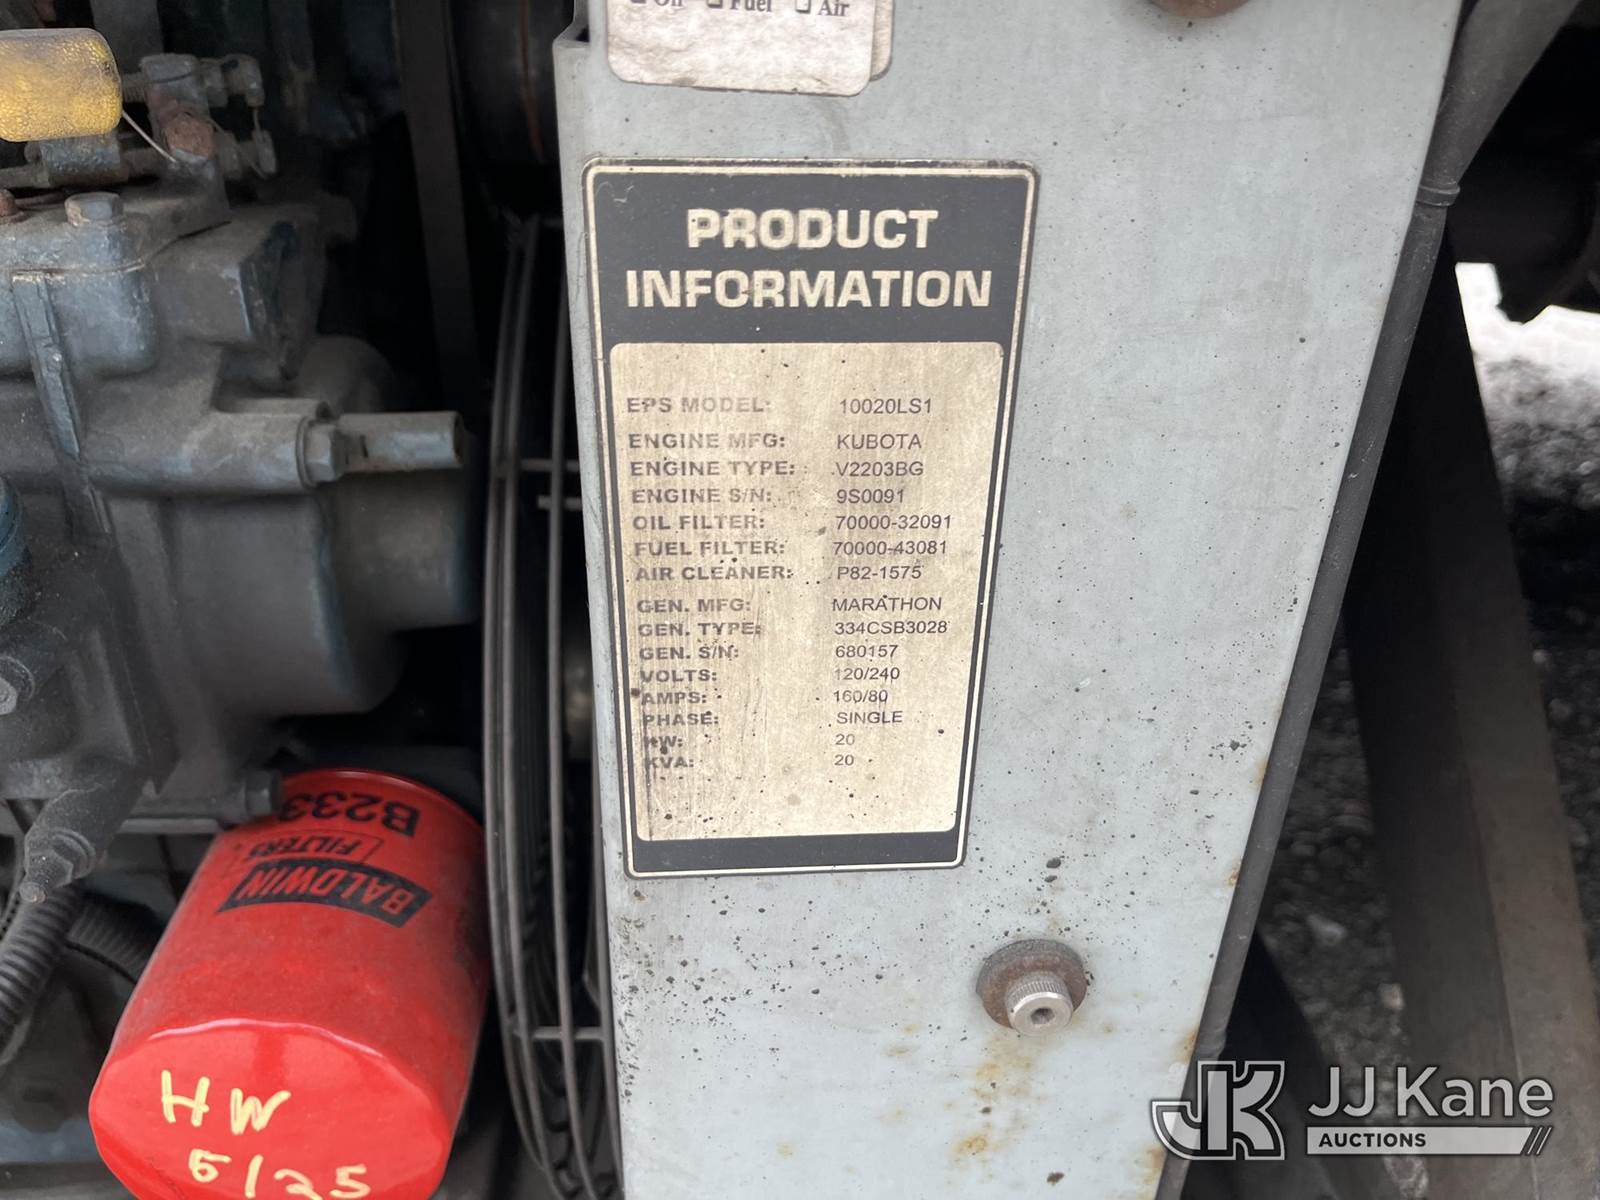 Oil Fuel Air
PRODUCT
INFORMATION
EPS MODEL: 10020LS1
ENGINE MFG: KUBOTA
ENGINE TYPE: V2203BG
ENGINE S/N: 9S0091
OIL FILTER: 70000-32091
FUEL FILTER: 70000-43081
AIR CLEANER: P82-1575
GEN. MFG: MARATHON
GEN. TYPE: 334CSB3028
GEN. S/N: 680157
VOLTS: 120/240
AMPS: 160/80
PHASE: SINGLE
KW: 20
KVA: 20
B233
BALDWIN
FILTERS
HW
5/25
JK
JJ Kane
AUCTIONS